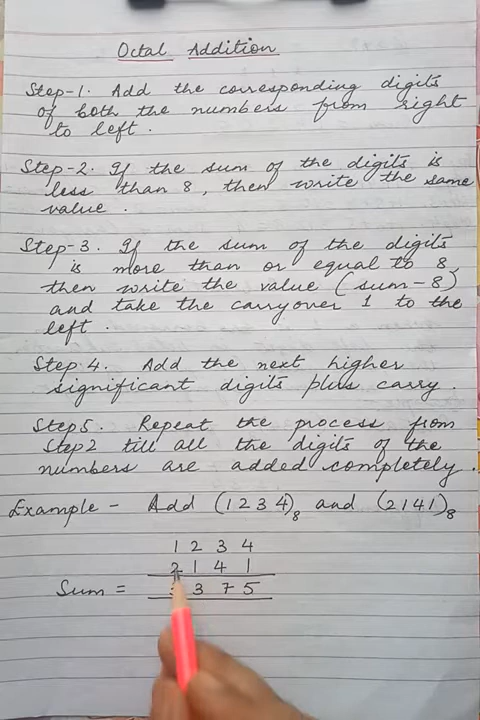 Octal Addition
Step-1. Add the corresponding digits
of both the numbers from right
to left.
Step-2. If the sum of the digits is
less than 8, then write the same
value.
Step-3. If the sum of the digits
is more than or equal to 8,
then write the value (sum-8)
and take the carryover 1 to the
left.
Step 4. Add the next higher
significant digits plus carry.
Step 5. Repeat the process from
Step 2 till all the digits of the
numbers are added completely.
Example - Add (1234)₈ and (2141)₈
1 2 3 4
2 1 4 1
Sum = 3 7 5